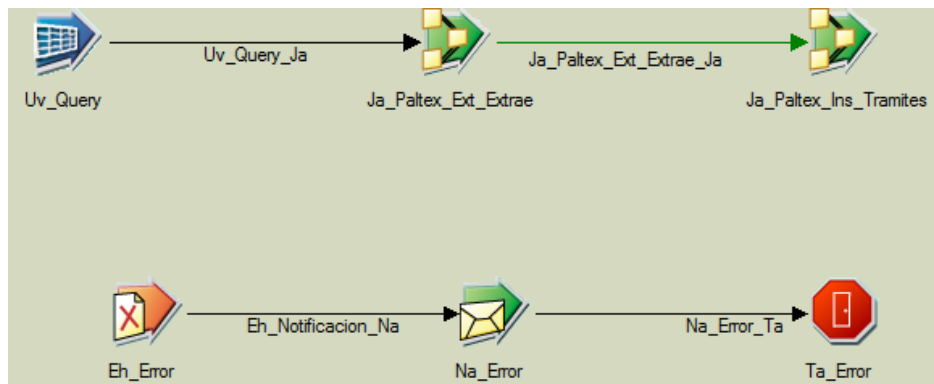 Uv_Query_Ja
Ja_Paltex_Ext_Extrae_Ja
Uv_Query
Ja_Paltex_Ext_Extrae
Ja_Paltex_Ins_Tramites
Eh_Notificacion_Na
Na_Error_Ta
Eh_Error
Na_Error
Ta_Error